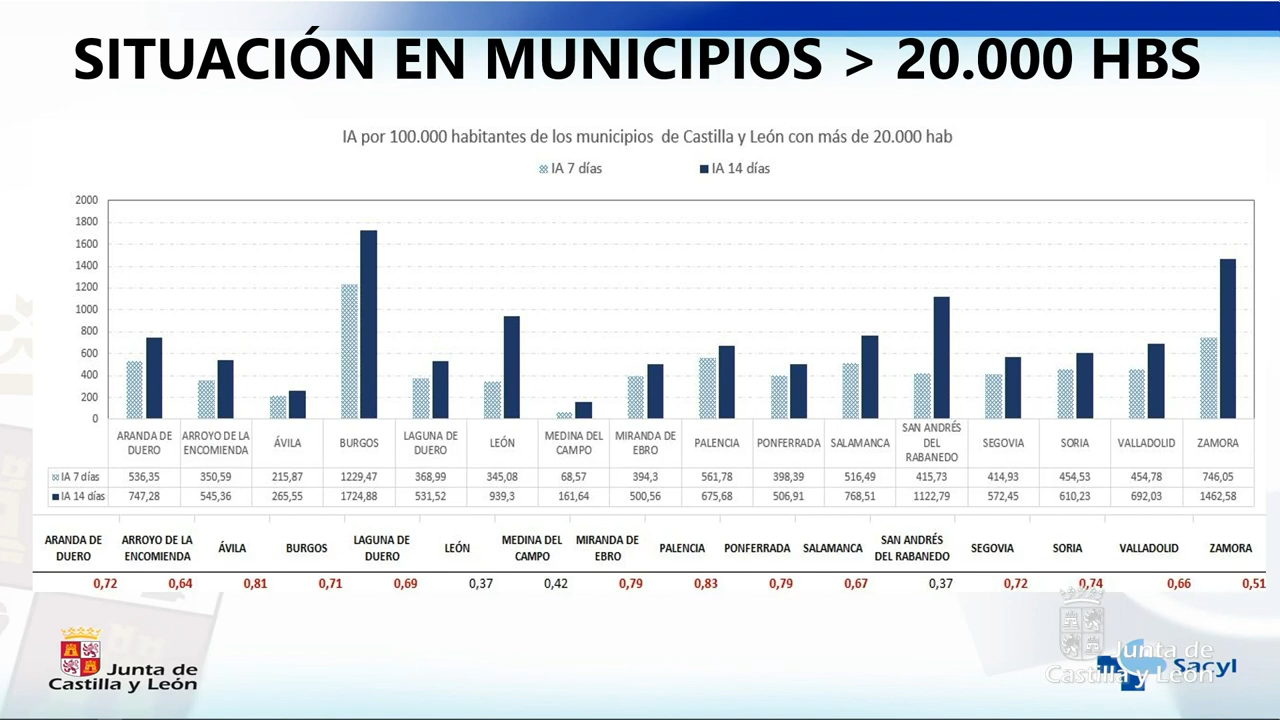 SITUACIÓN EN MUNICIPIOS > 20.000 HBS
IA por 100.000 habitantes de los municipios de Castilla y León con más de 20.000 hab
IA 7 días IA 14 días
2000
1800
1600
1400
1200
1000
800
600
400
200
0
ARANDA DE DUERO ARROYO DE LA ENCOMIENDA ÁVILA BURGOS LAGUNA DE DUERO LEÓN MEDINA DEL CAMPO MIRANDA DE EBRO PALENCIA PONFERRADA SALAMANCA SAN ANDRÉS DEL RABANEDO SEGOVIA SORIA VALLADOLID ZAMORA
IA 7 días 536,35 350,59 215,87 1229,47 368,99 345,08 68,57 394,3 561,78 398,39 516,49 415,73 414,93 454,53 454,78 746,05
IA 14 días 747,28 545,36 265,55 1724,88 531,52 939,3 161,64 500,56 675,68 506,91 768,51 1122,79 572,45 610,23 692,03 1462,58
ARANDA DE DUERO ARROYO DE LA ENCOMIENDA ÁVILA BURGOS LAGUNA DE DUERO LEÓN MEDINA DEL CAMPO MIRANDA DE EBRO PALENCIA PONFERRADA SALAMANCA SAN ANDRÉS DEL RABANEDO SEGOVIA SORIA VALLADOLID ZAMORA
0,72 0,64 0,81 0,71 0,69 0,37 0,42 0,79 0,83 0,79 0,67 0,37 0,72 0,74 0,66 0,51
Junta de
Castilla y León
Junta de
Castilla y León
Sacyl